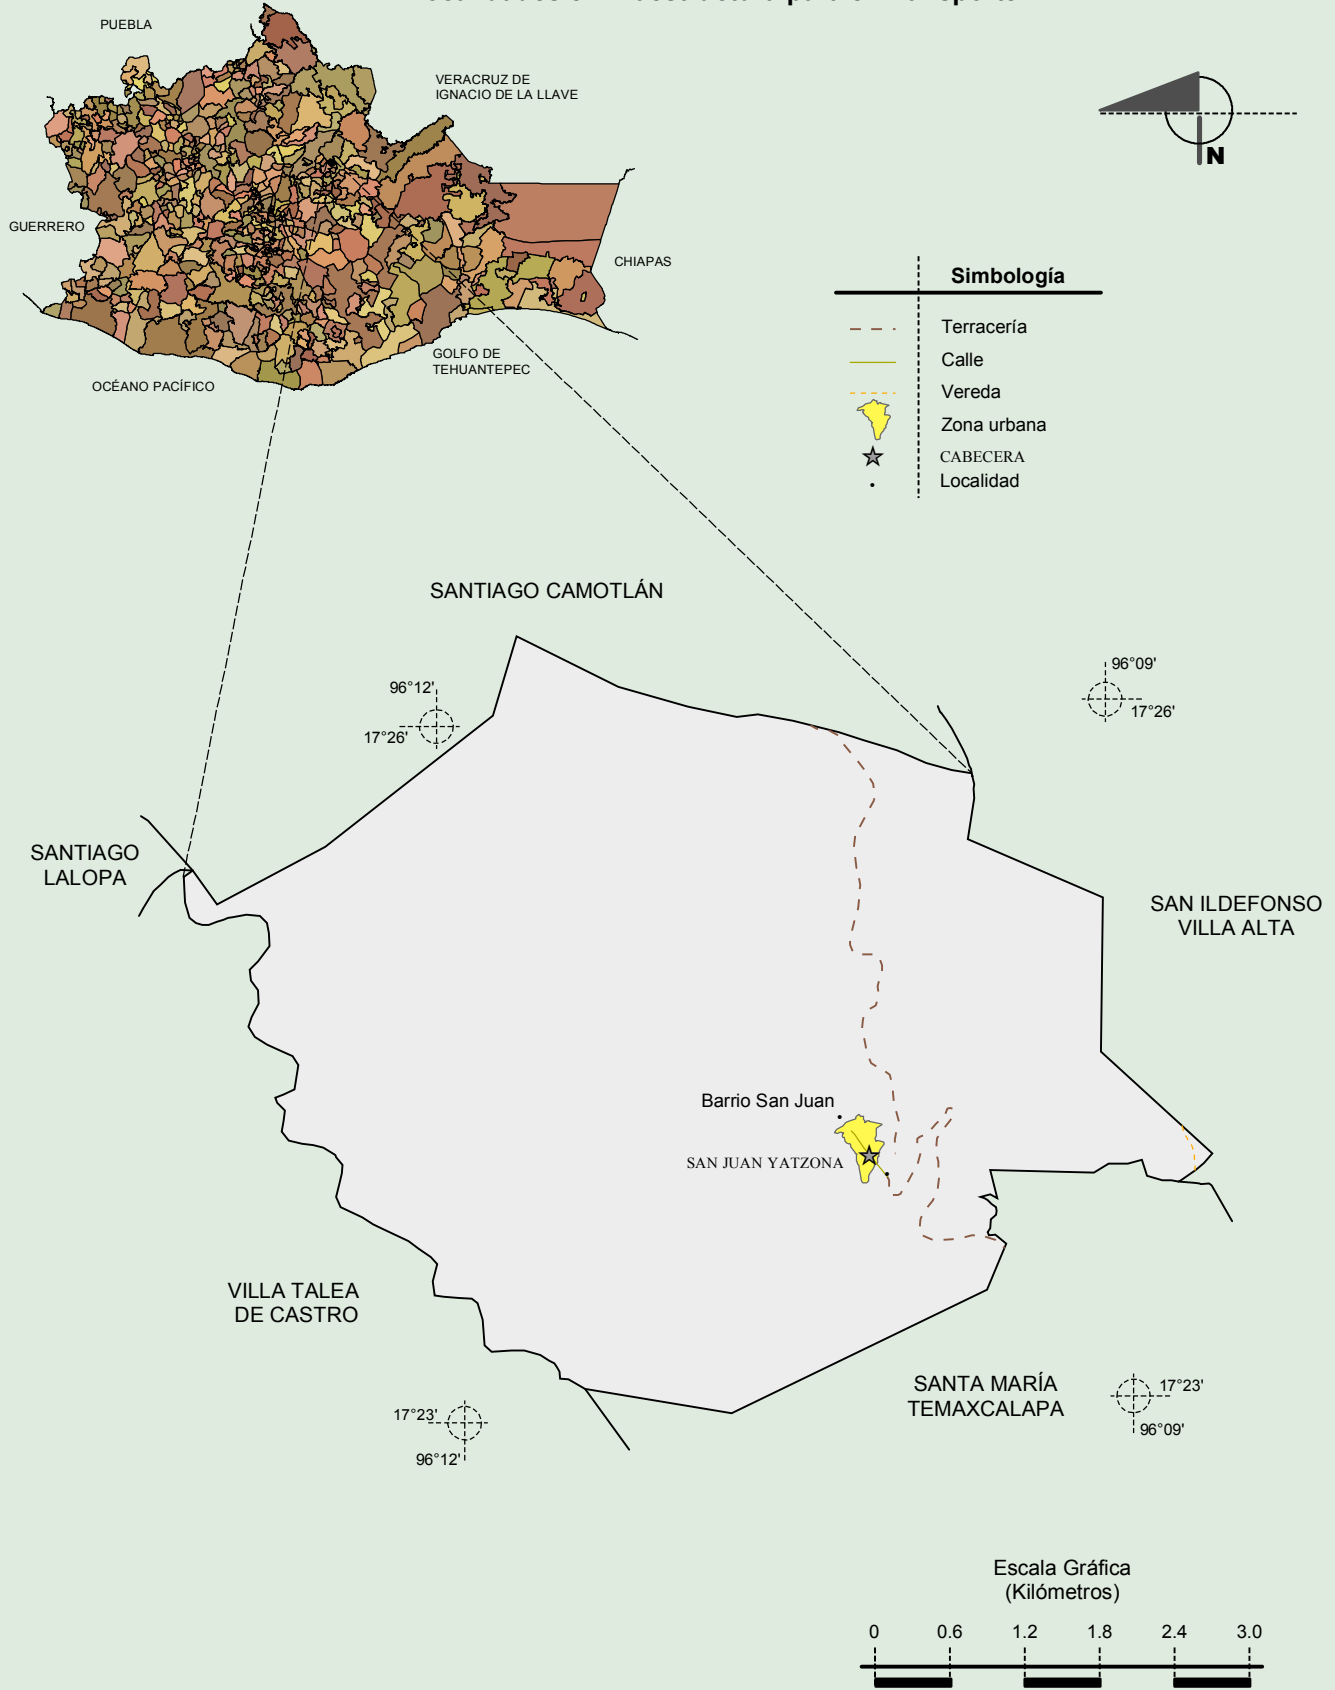 PUEBLA
VERACRUZ DE
IGNACIO DE LA LLAVE
N
GUERRERO
CHIAPAS
Simbología
Terracería
Calle
Vereda
Zona urbana
CABECERA
Localidad
GOLFO DE
TEHUANTEPEC
OCÉANO PACÍFICO
SANTIAGO CAMOTLÁN
96°09'
17°26'
96°12'
17°26'
SANTIAGO
LALOPA
SAN ILDEFONSO
VILLA ALTA
Barrio San Juan
SAN JUAN YATZONA
VILLA TALEA
DE CASTRO
SANTA MARÍA
TEMAXCALAPA
17°23'
96°09'
17°23'
96°12'
Escala Gráfica
(Kilómetros)
0 0.6 1.2 1.8 2.4 3.0